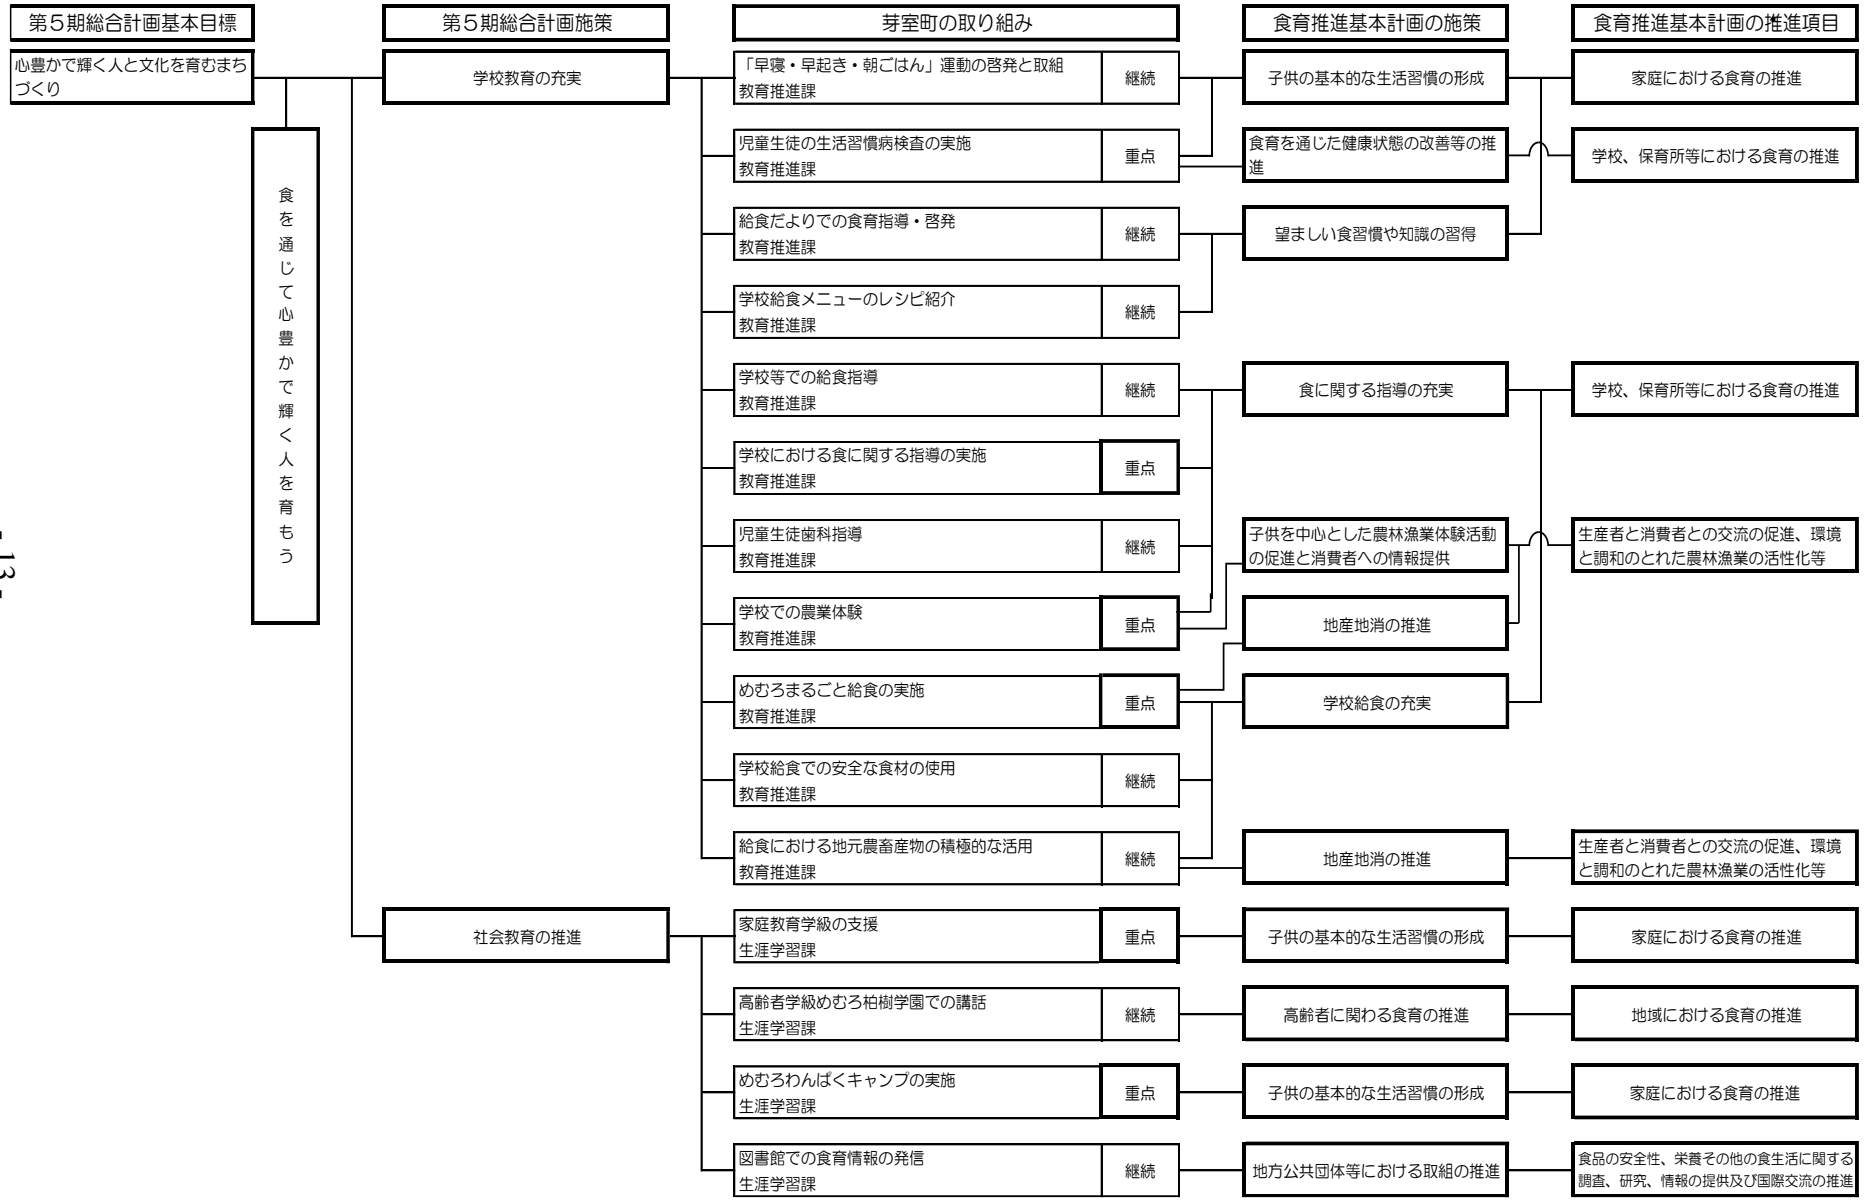 第５期総合計画基本目標
第５期総合計画施策
芽室町の取り組み
食育推進基本計画の施策
食育推進基本計画の推進項目
心豊かで輝く人と文化を育むまち
づくり
食を通じて心豊かで輝く人を育もう
学校教育の充実
「早寝・早起き・朝ごはん」運動の啓発と取組
教育推進課
継続
子供の基本的な生活習慣の形成
家庭における食育の推進
児童生徒の生活習慣病検査の実施
教育推進課
重点
食育を通じた健康状態の改善等の推
進
学校、保育所等における食育の推進
給食だよりでの食育指導・啓発
教育推進課
継続
望ましい食習慣や知識の習得
学校給食メニューのレシピ紹介
教育推進課
継続
学校等での給食指導
教育推進課
継続
食に関する指導の充実
学校、保育所等における食育の推進
学校における食に関する指導の実施
教育推進課
重点
児童生徒歯科指導
教育推進課
継続
子供を中心とした農林漁業体験活動
の促進と消費者への情報提供
生産者と消費者との交流の促進、環境
と調和のとれた農林漁業の活性化等
学校での農業体験
教育推進課
重点
地産地消の推進
めむろまるごと給食の実施
教育推進課
重点
学校給食の充実
学校給食での安全な食材の使用
教育推進課
継続
給食における地元農畜産物の積極的な活用
教育推進課
継続
地産地消の推進
生産者と消費者との交流の促進、環境
と調和のとれた農林漁業の活性化等
社会教育の推進
家庭教育学級の支援
生涯学習課
重点
子供の基本的な生活習慣の形成
家庭における食育の推進
高齢者学級めむろ柏樹学園での講話
生涯学習課
継続
高齢者に関わる食育の推進
地域における食育の推進
めむろわんぱくキャンプの実施
生涯学習課
重点
子供の基本的な生活習慣の形成
家庭における食育の推進
図書館での食育情報の発信
生涯学習課
継続
地方公共団体等における取組の推進
食品の安全性、栄養その他の食生活に関する
調査、研究、情報の提供及び国際交流の推進
- 13 -